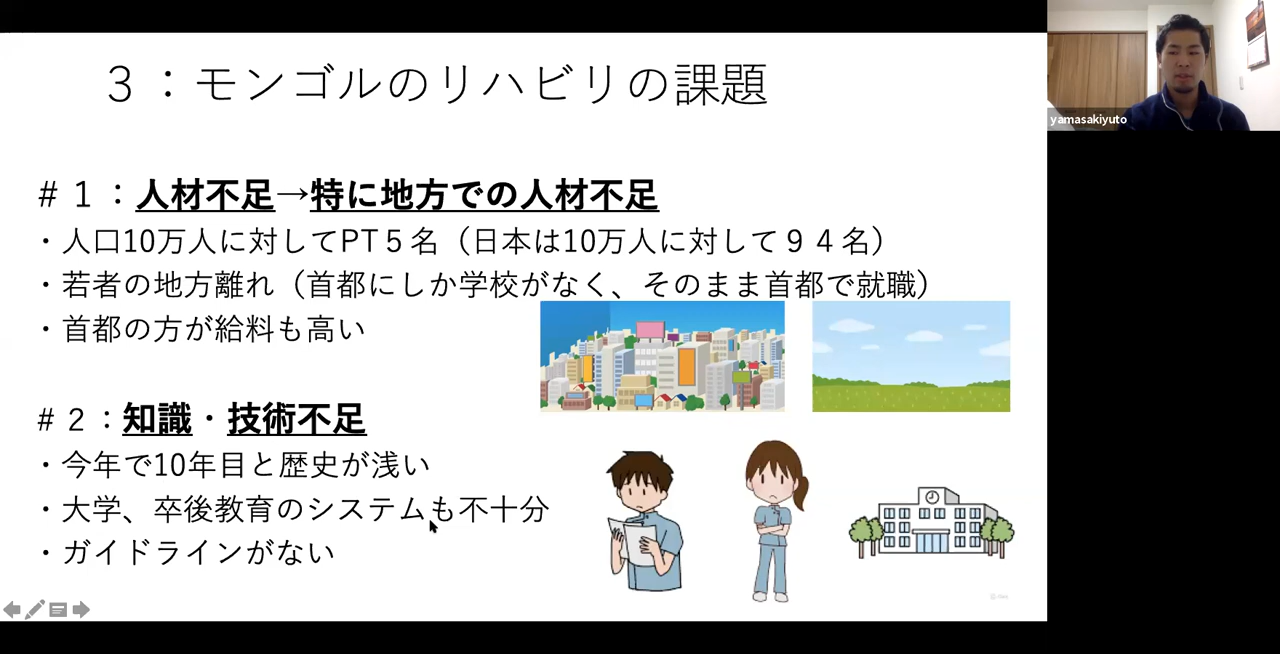 ３：モンゴルのリハビリの課題
yamasakiyuto
＃１：人材不足→特に地方での人材不足
・人口10万人に対してPT５名（日本は10万人に対して９４名）
・若者の地方離れ（首都にしか学校がなく、そのまま首都で就職）
・首都の方が給料も高い
＃２：知識・技術不足
・今年で10年目と歴史が浅い
・大学、卒後教育のシステムも不十分
・ガイドラインがない